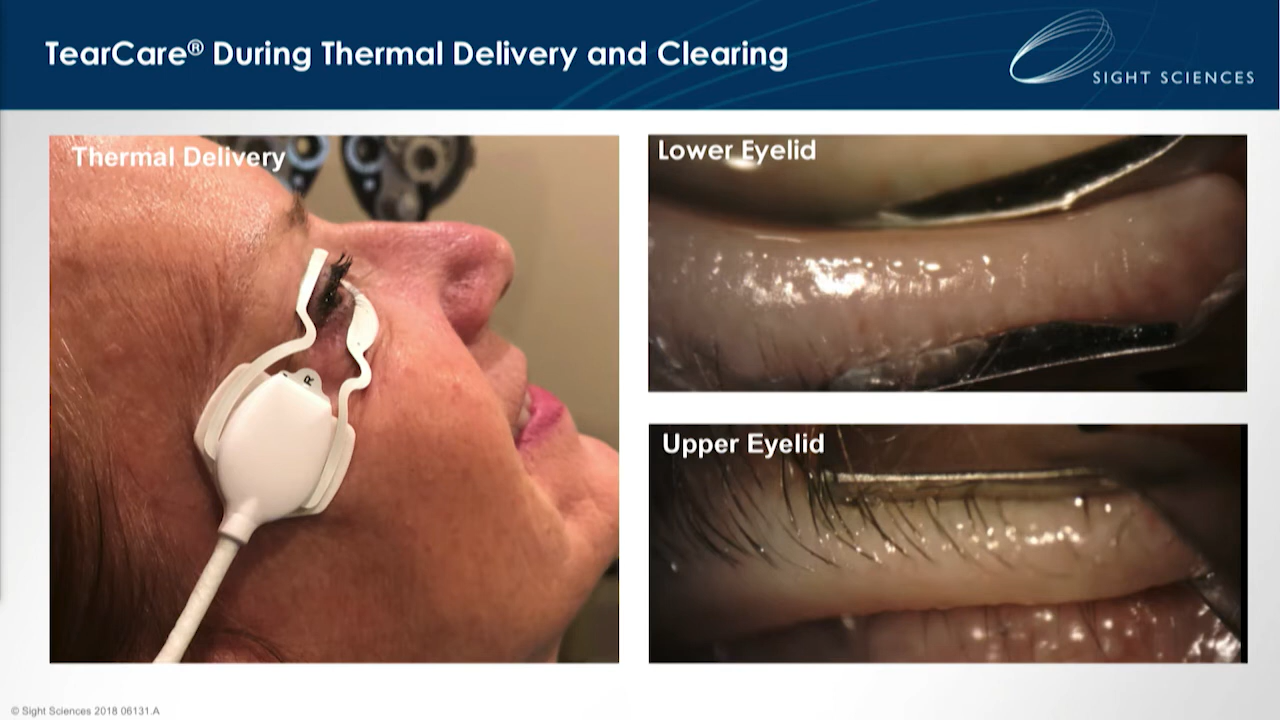 TearCare® During Thermal Delivery and Clearing
SIGHT SCIENCES
Thermal Delivery
R
Lower Eyelid
Upper Eyelid
© Sight Sciences 2018 06131.A